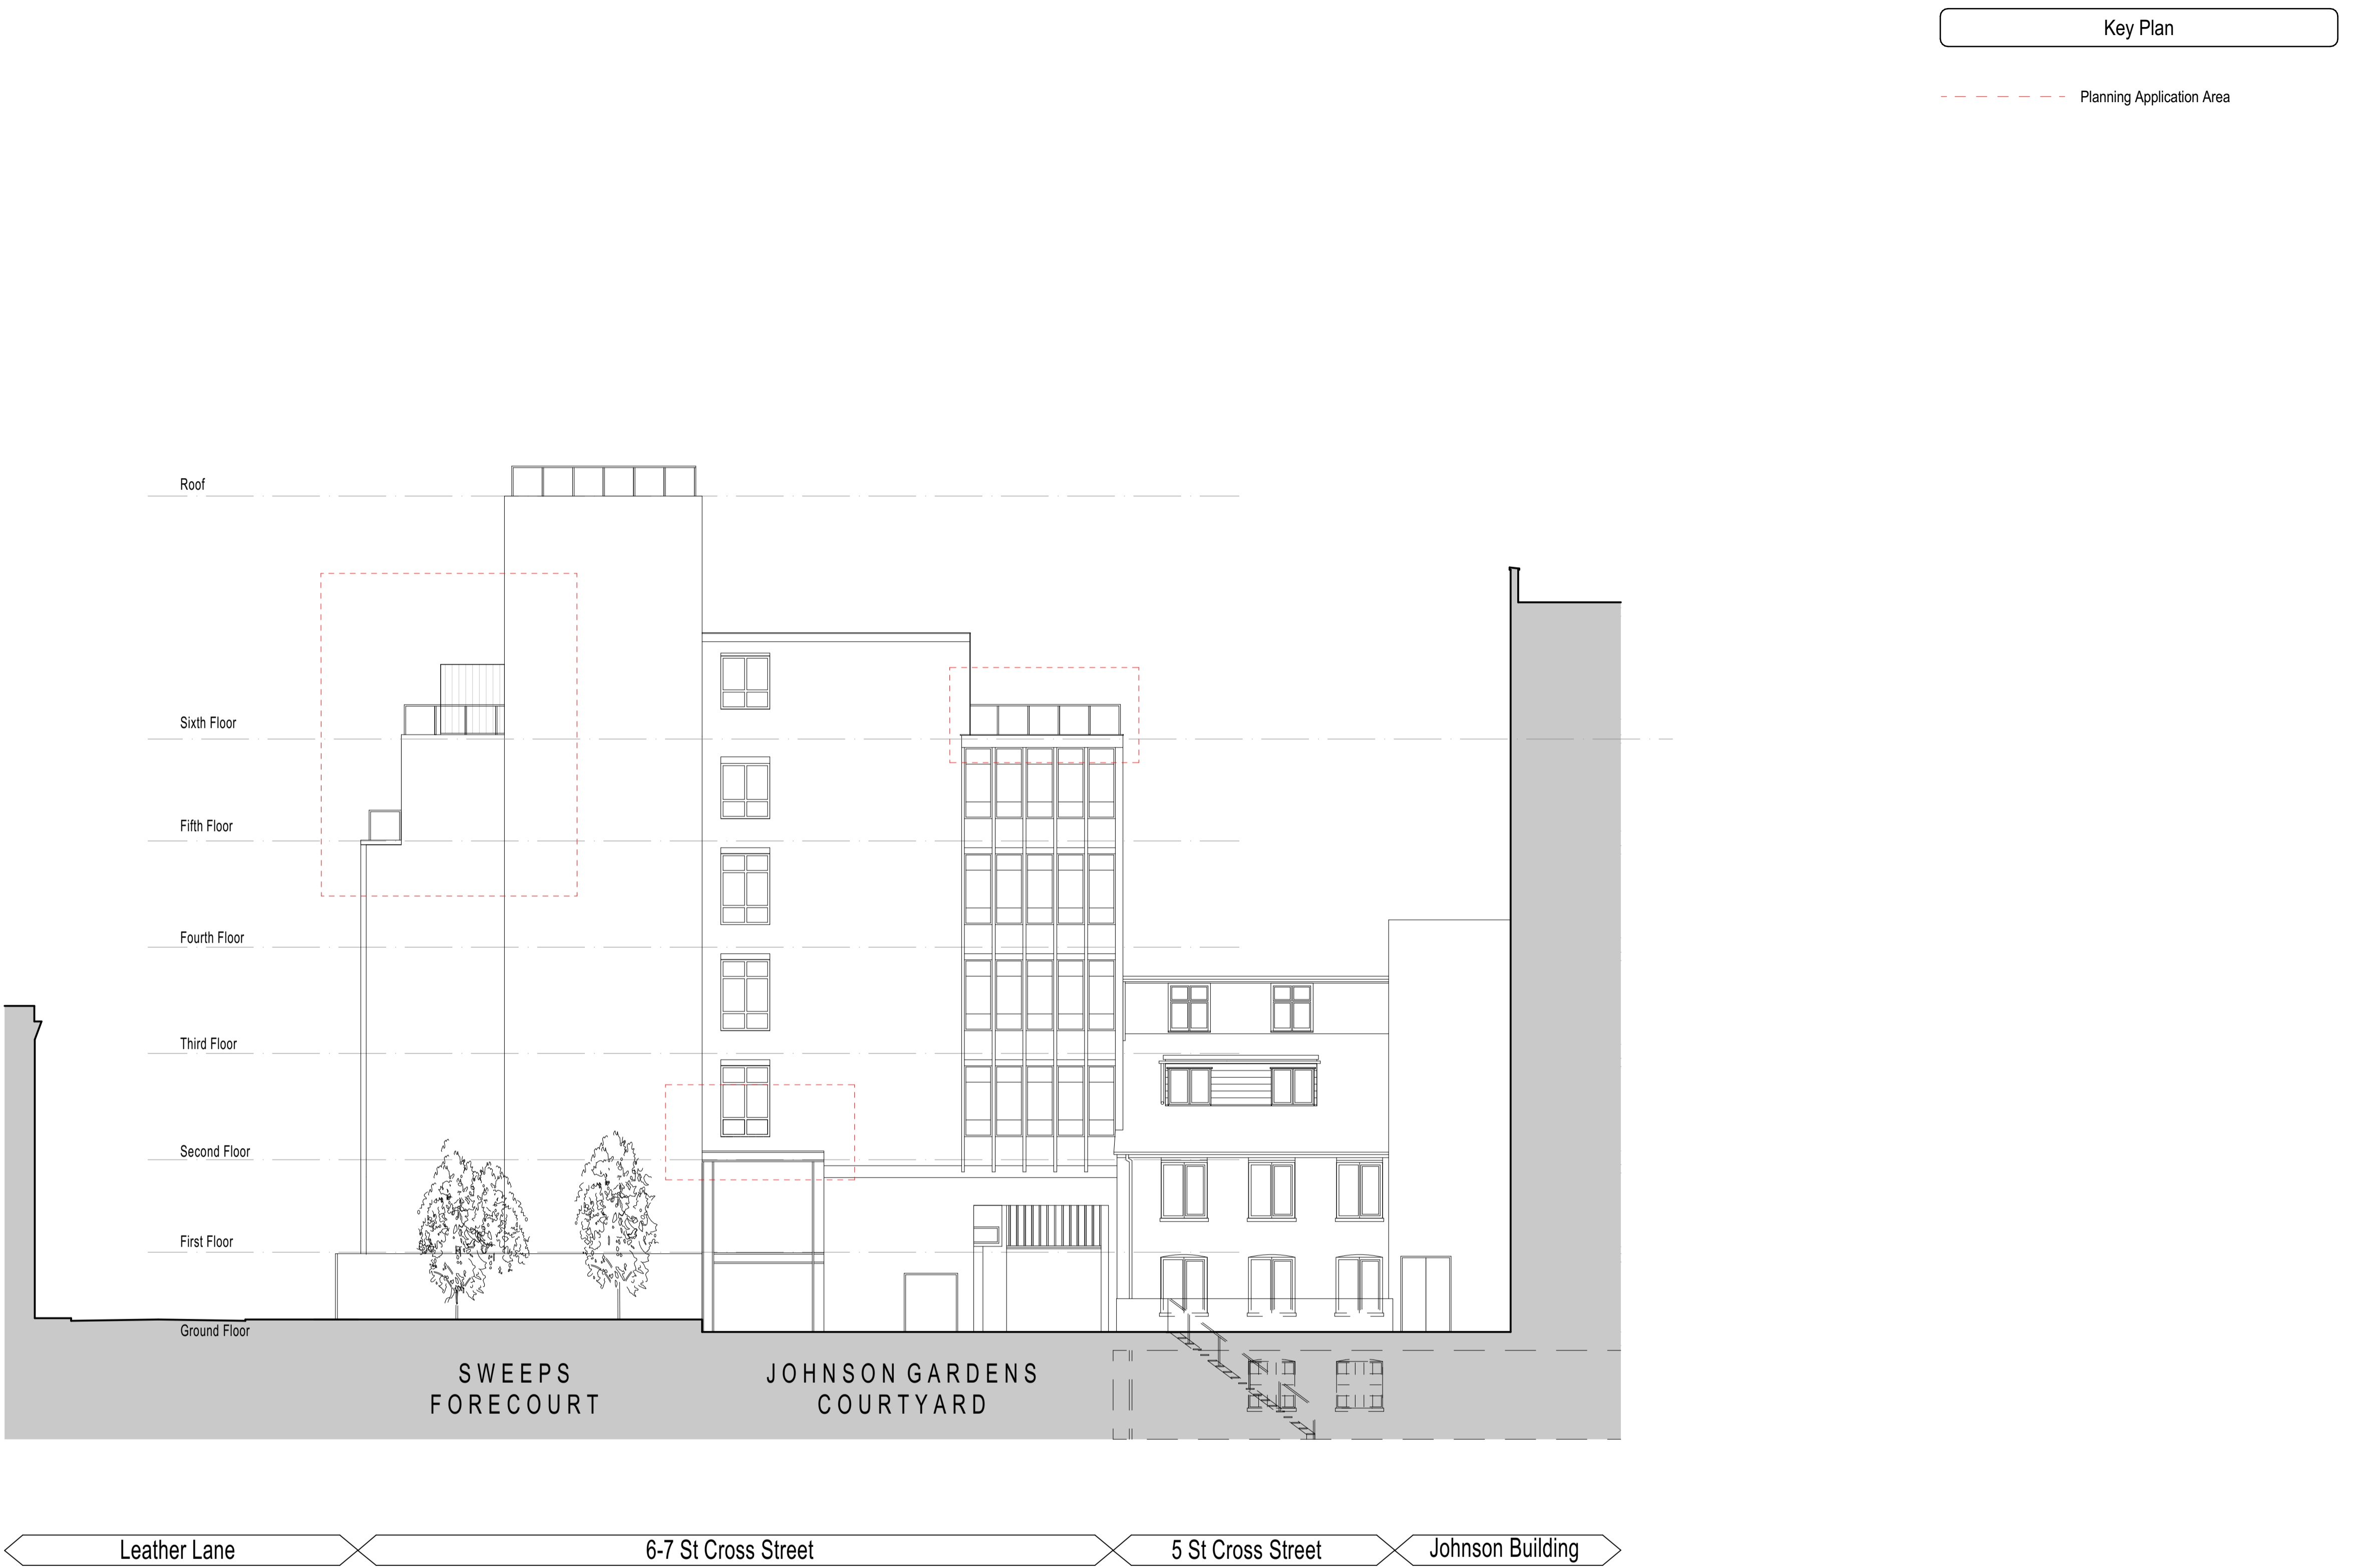 Key Plan
Planning Application Area
Roof
Sixth Floor
Fifth Floor
Fourth Floor
Third Floor
Second Floor
First Floor
Ground Floor
SWEEPS
FORECOURT
JOHNSON GARDENS
COURTYARD
Leather Lane
6-7 St Cross Street
5 St Cross Street
Johnson Building